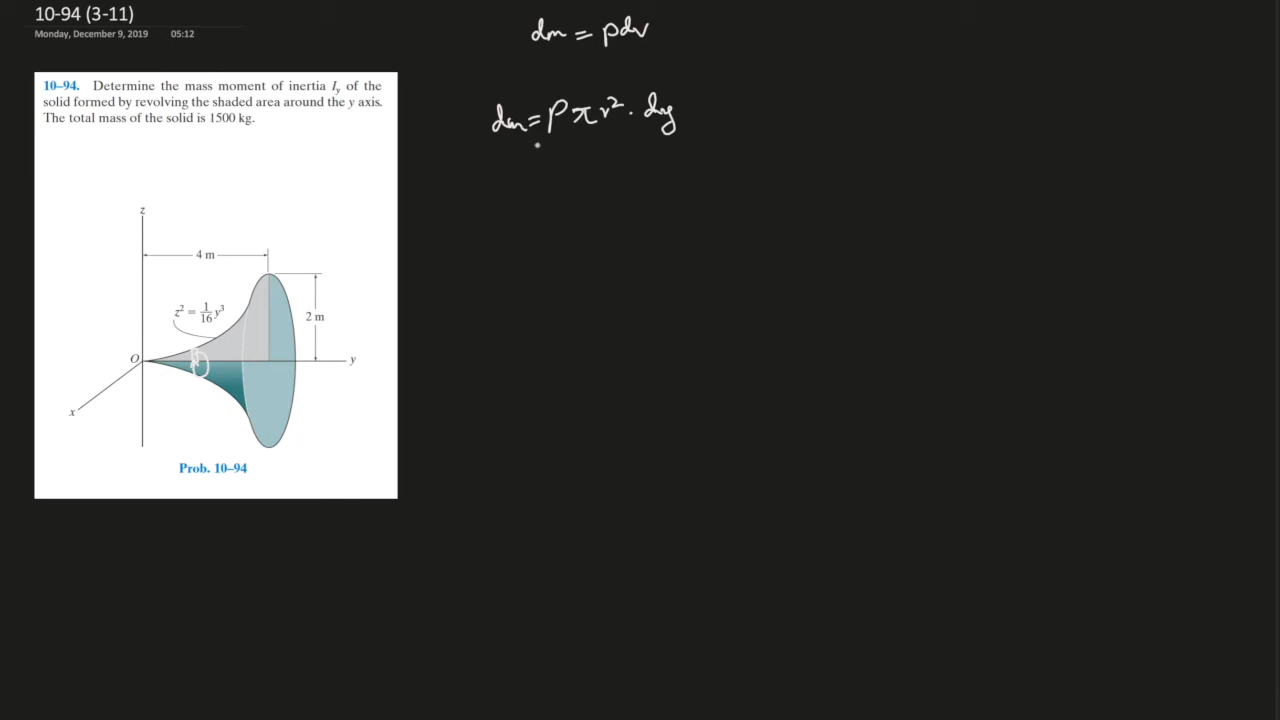 10-94 (3-11)
Monday, December 9, 2019 05:12
dm = ρdv
10–94. Determine the mass moment of inertia I_y of the
solid formed by revolving the shaded area around the y axis.
The total mass of the solid is 1500 kg.
dm = ρπr² · dy
z
4 m
z² = 1/16 y³
2 m
O
y
x
Prob. 10–94